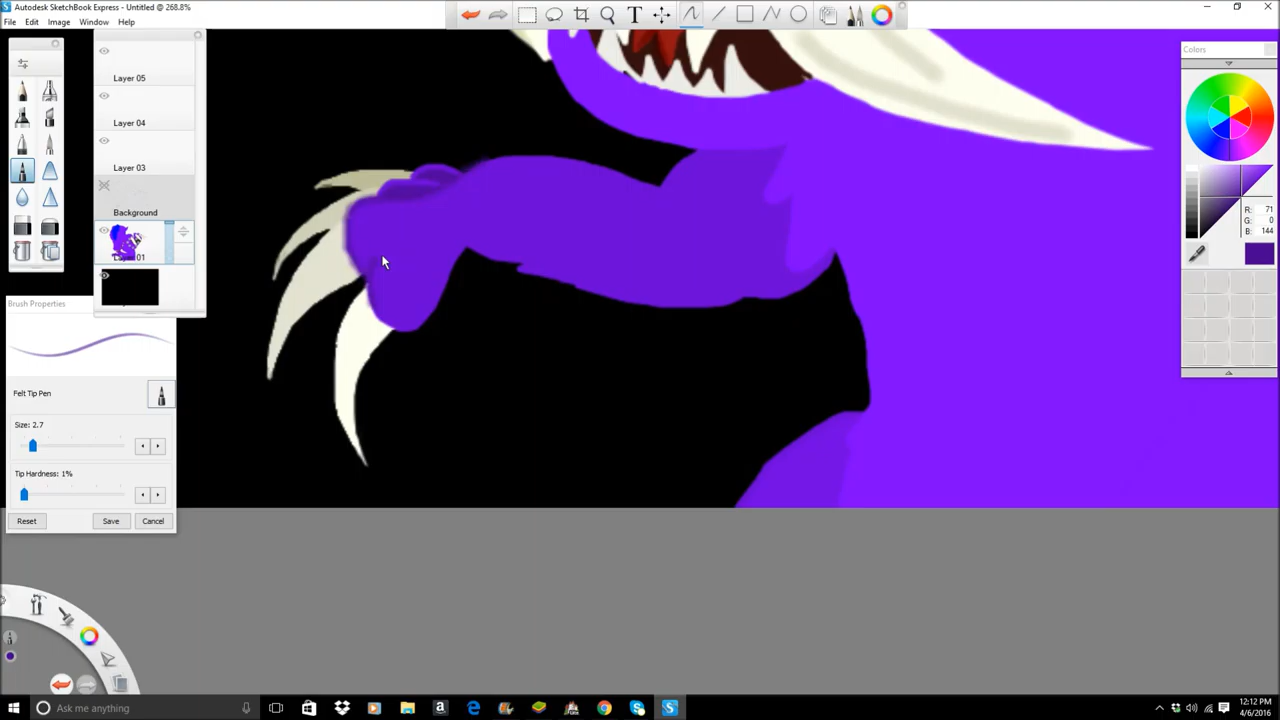 Autodesk SketchBook Express - Untitled @ 268.8%
File Edit Image Window Help
Layer 05
Layer 04
Layer 03
Background
Layer 01
Brush Properties
Felt Tip Pen
Size: 2.7
Tip Hardness: 1%
Reset Save Cancel
Colors
R: 71
G: 0
B: 144
Ask me anything
12:12 PM
4/6/2016